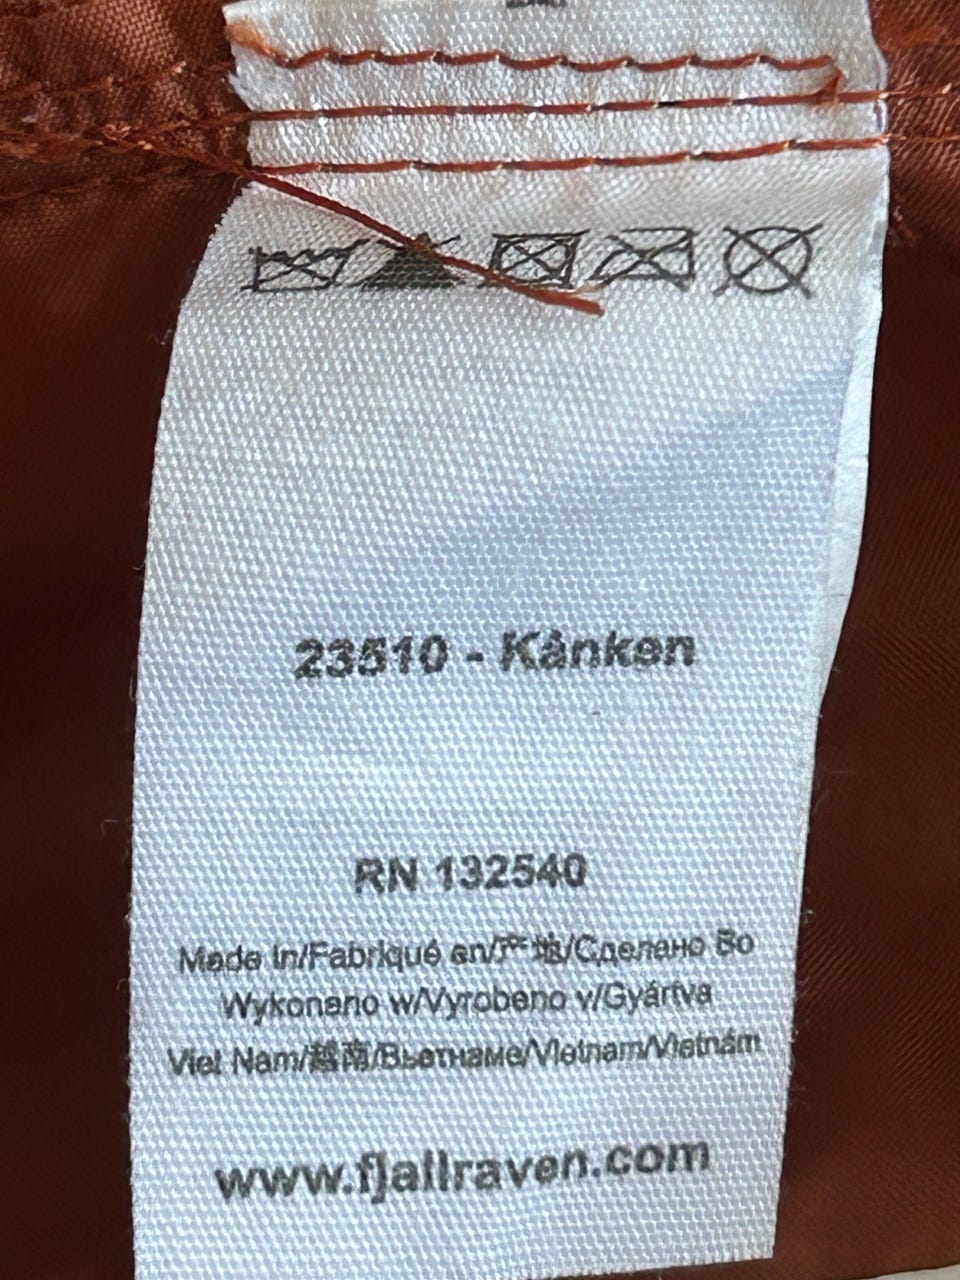 23510 - Kånken
RN 132540
Made In/Fabriqué en/产地/Сделано Во
Wykonano w/Vyrobeno v/Gyártva
Viet Nam/越南/Вьетнаме/Vietnam/Vietnám
www.fjallraven.com